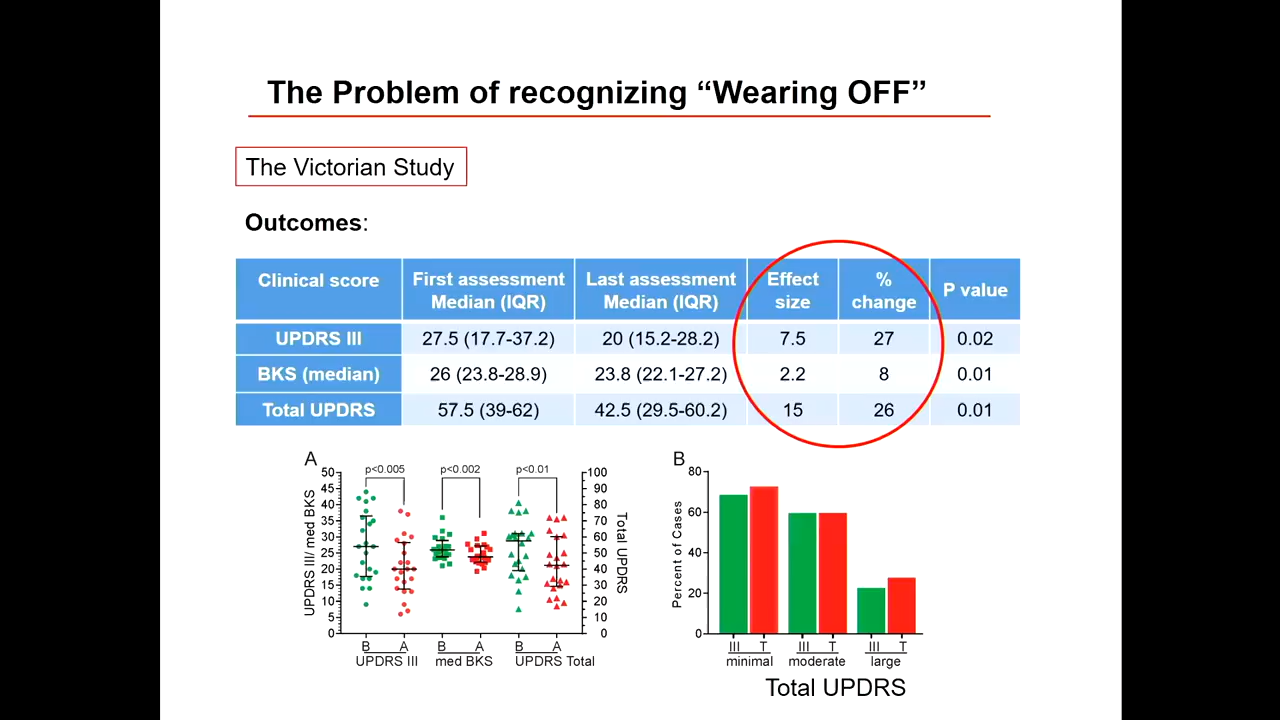 The Problem of recognizing “Wearing OFF”
The Victorian Study
Outcomes:
Clinical score First assessment Median (IQR) Last assessment Median (IQR) Effect size % change P value
UPDRS III 27.5 (17.7-37.2) 20 (15.2-28.2) 7.5 27 0.02
BKS (median) 26 (23.8-28.9) 23.8 (22.1-27.2) 2.2 8 0.01
Total UPDRS 57.5 (39-62) 42.5 (29.5-60.2) 15 26 0.01
A
p<0.005 p<0.002 p<0.01
UPDRS III/ med BKS
50
45
40
35
30
25
20
15
10
5
0
100
90
80
70
60
50
40
30
20
10
0
Total UPDRS
B A B A B A
UPDRS III med BKS UPDRS Total
B
Percent of Cases
80
60
40
20
0
III T III T III T
minimal moderate large
Total UPDRS